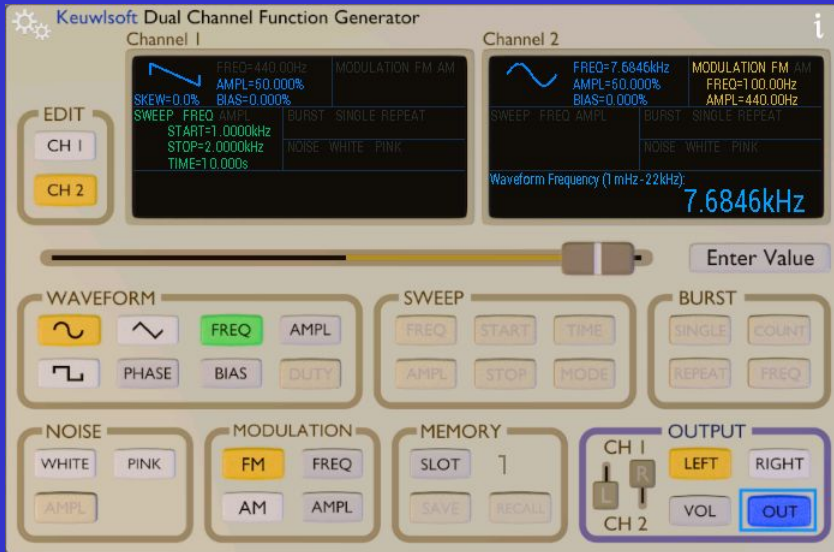 Keuwlsoft Dual Channel Function Generator
i
Channel 1
Channel 2
FREQ=440.00Hz
AMPL=50.000%
SKEW=0.0% BIAS=0.000%
MODULATION FM AM
SWEEP FREQ AMPL
START=1.0000kHz
STOP=2.0000kHz
TIME=10.000s
BURST SINGLE REPEAT
NOISE WHITE PINK
FREQ=7.6846kHz
AMPL=50.000%
BIAS=0.000%
MODULATION FM AM
FREQ=100.00Hz
AMPL=440.00Hz
SWEEP FREQ AMPL
BURST SINGLE REPEAT
NOISE WHITE PINK
Waveform Frequency (1mHz-22kHz):
7.6846kHz
EDIT
CH 1
CH 2
Enter Value
WAVEFORM
FREQ
AMPL
PHASE
BIAS
DUTY
SWEEP
FREQ
START
TIME
AMPL
STOP
MODE
BURST
SINGLE
COUNT
REPEAT
FREQ
NOISE
WHITE
PINK
AMPL
MODULATION
FM
FREQ
AM
AMPL
MEMORY
SLOT
1
SAVE
RECALL
OUTPUT
CH 1
L
R
CH 2
LEFT
RIGHT
VOL
OUT